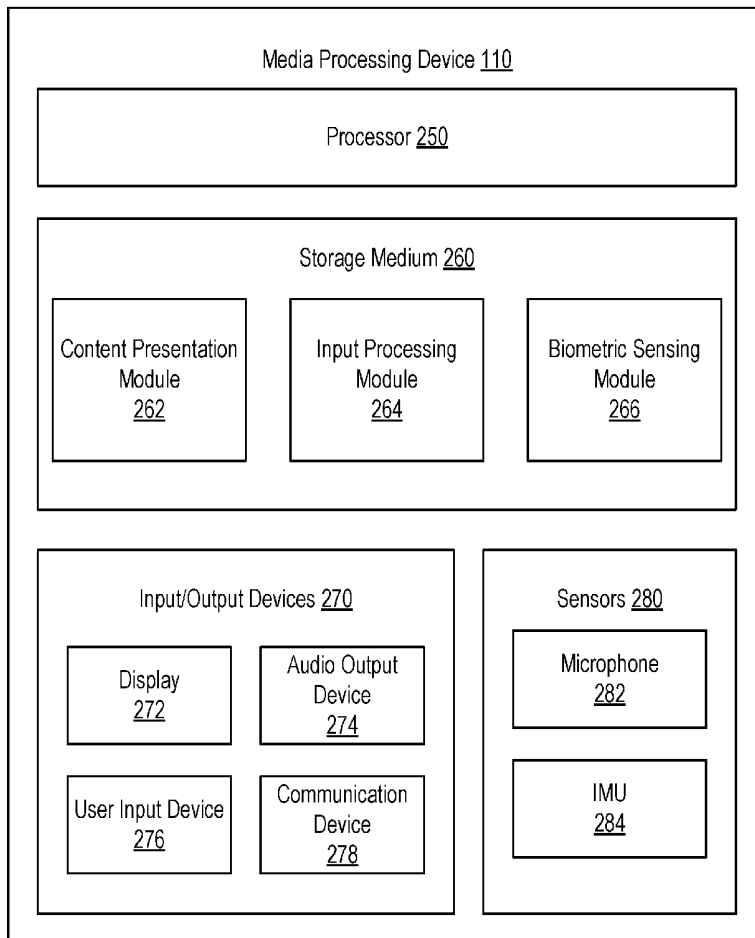 Media Processing Device 110
Processor 250
Storage Medium 260
Content Presentation
Module
262
Input Processing
Module
264
Biometric Sensing
Module
266
Input/Output Devices 270
Display
272
Audio Output
Device
274
User Input Device
276
Communication
Device
278
Sensors 280
Microphone
282
IMU
284